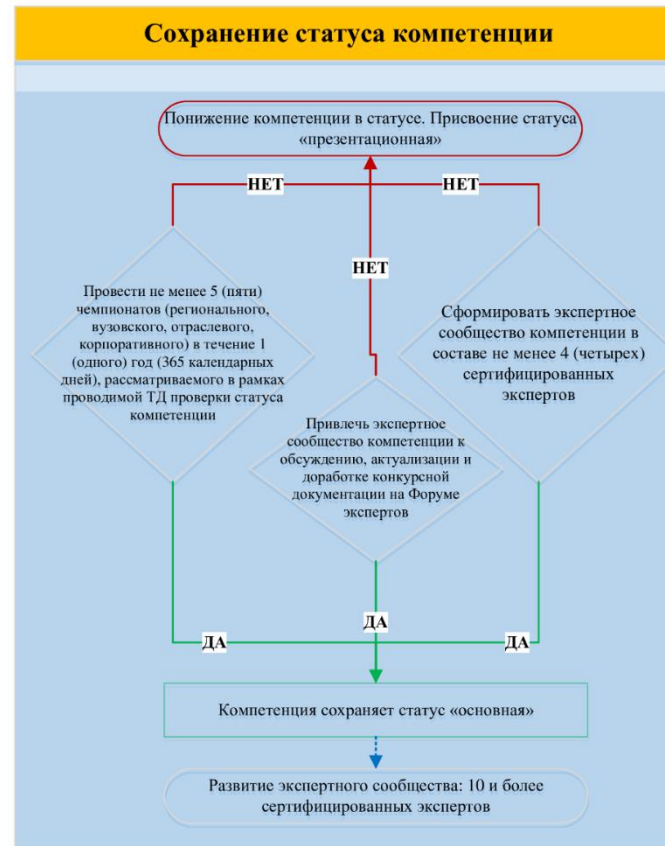 Сохранение статуса компетенции
Понижение компетенции в статусе. Присвоение статуса
«презентационная»
НЕТ
НЕТ
НЕТ
Провести не менее 5 (пяти)
чемпионатов (регионального,
вузовского, отраслевого,
корпоративного) в течение 1
(одного) год (365 календарных
дней), рассматриваемого в рамках
проводимой ТД проверки статуса
компетенции
Привлечь экспертное
сообщество компетенции к
обсуждению, актуализации и
доработке конкурсной
документации на Форуме
экспертов
Сформировать экспертное
сообщество компетенции в
составе не менее 4 (четырех)
сертифицированных
экспертов
ДА
ДА
ДА
Компетенция сохраняет статус «основная»
Развитие экспертного сообщества: 10 и более
сертифицированных экспертов